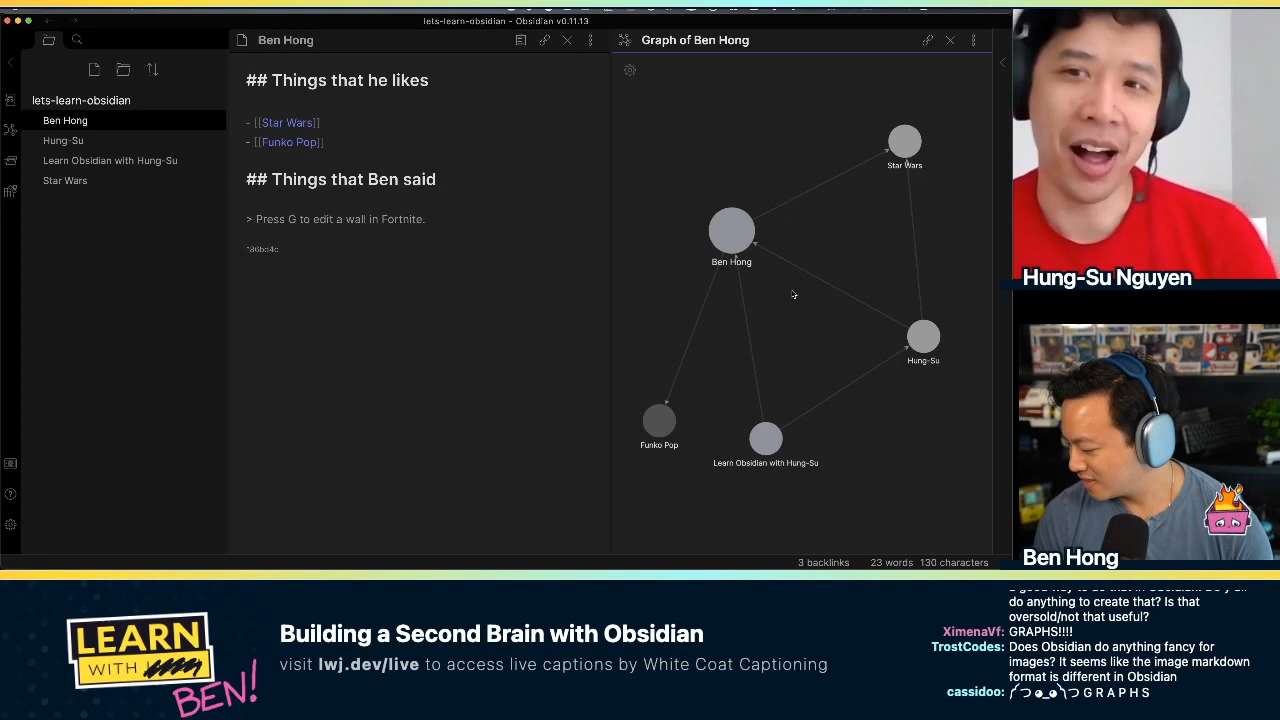 lets-learn-obsidian - Obsidian v0.11.13
Ben Hong
Graph of Ben Hong
lets-learn-obsidian
Ben Hong
Hung-Su
Learn Obsidian with Hung-Su
Star Wars
## Things that he likes
- [[Star Wars]]
- [[Funko Pop]]
## Things that Ben said
> Press G to edit a wall in Fortnite.
^86bd4c
Star Wars
Ben Hong
Hung-Su
Funko Pop
Learn Obsidian with Hung-Su
3 backlinks 23 words 130 characters
Hung-Su Nguyen
Ben Hong
LEARN
WITH
BEN!
Building a Second Brain with Obsidian
visit lwj.dev/live to access live captions by White Coat Captioning
do anything to create that? Is that
oversold/not that useful?
XimenaVf: GRAPHS!!!!
TrostCodes: Does Obsidian do anything fancy for
images? It seems like the image markdown
format is different in Obsidian
cassidoo: ༼つ ◕_◕ ༽つ G R A P H S